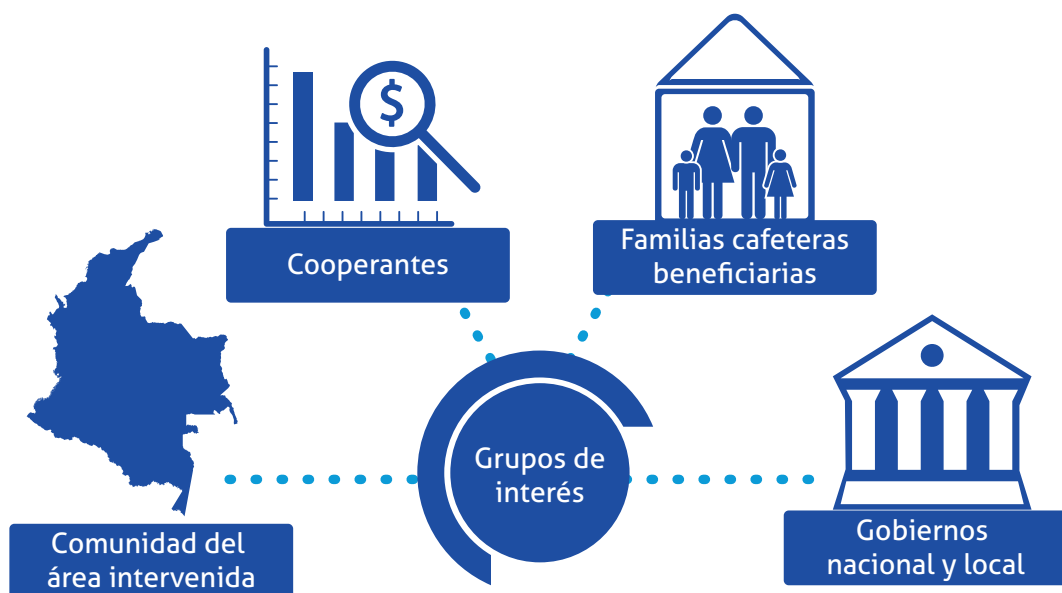 $
Cooperantes
Familias cafeteras
beneficiarias
Grupos de
interés
Comunidad del
área intervenida
Gobiernos
nacional y local